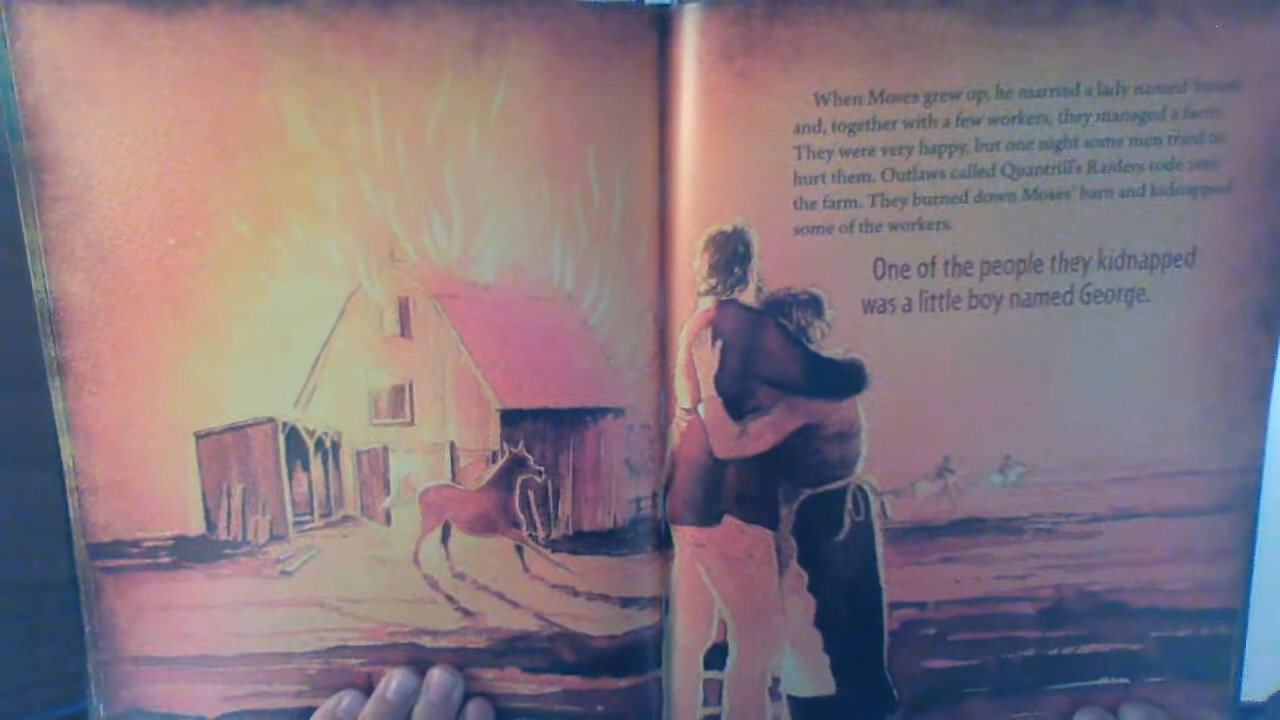 When Moses grew up, he married a lady named Susan
and, together with a few workers, they managed a farm.
They were very happy, but one night some men tried to
hurt them. Outlaws called Quantrill's Raiders rode into
the farm. They burned down Moses' barn and kidnapped
some of the workers.
One of the people they kidnapped
was a little boy named George.